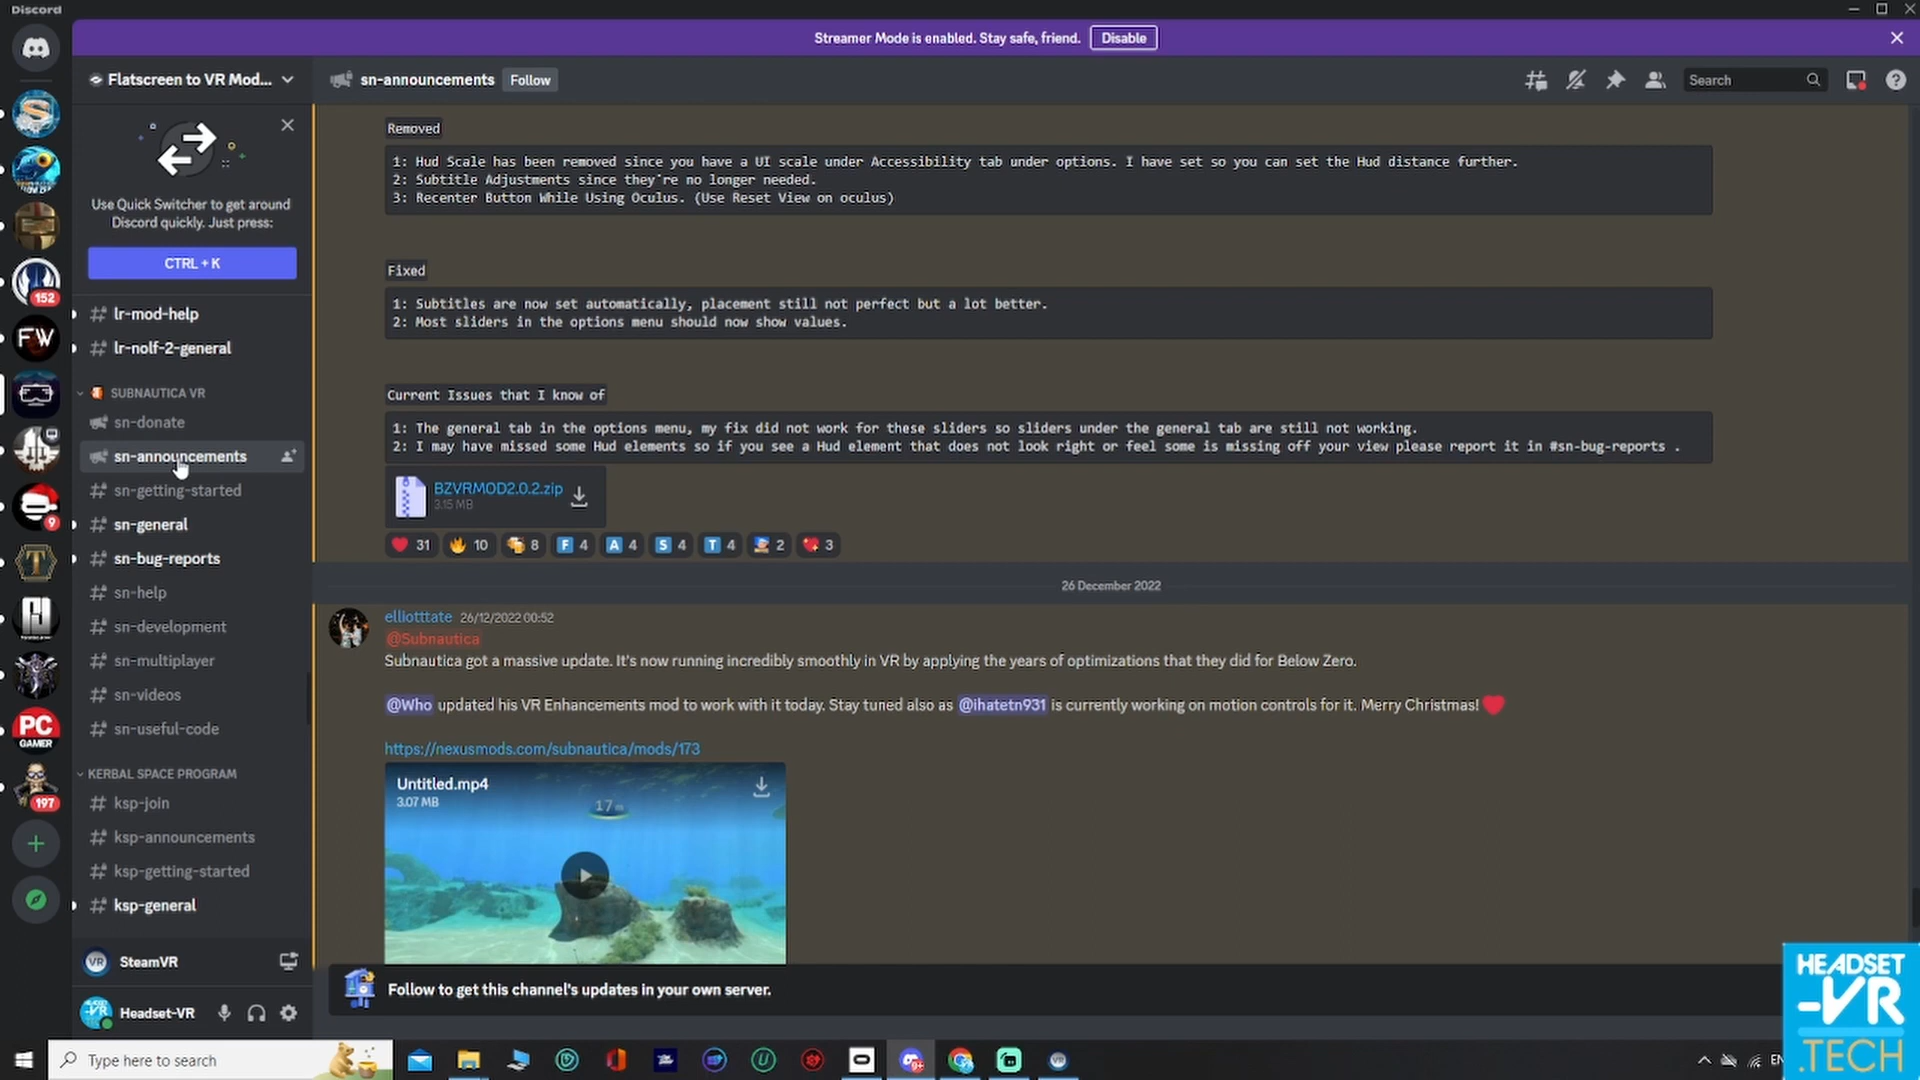 Discord
Streamer Mode is enabled. Stay safe, friend.
Disable
Flatscreen to VR Mod...
sn-announcements
Follow
Search
Use Quick Switcher to get around
Discord quickly. Just press:
CTRL + K
lr-mod-help
lr-nolf-2-general
SUBNAUTICA VR
sn-donate
sn-announcements
sn-getting-started
sn-general
sn-bug-reports
sn-help
sn-development
sn-multiplayer
sn-videos
sn-useful-code
KERBAL SPACE PROGRAM
ksp-join
ksp-announcements
ksp-getting-started
ksp-general
SteamVR
Headset-VR
152
FW
9
T
PC
GAMER
197
Removed
1: Hud Scale has been removed since you have a UI scale under Accessibility tab under options. I have set so you can set the Hud distance further.
2: Subtitle Adjustments since they're no longer needed.
3: Recenter Button While Using Oculus. (Use Reset View on oculus)
Fixed
1: Subtitles are now set automatically, placement still not perfect but a lot better.
2: Most sliders in the options menu should now show values.
Current Issues that I know of
1: The general tab in the options menu, my fix did not work for these sliders so sliders under the general tab are still not working.
2: I may have missed some Hud elements so if you see a Hud element that does not look right or feel some is missing off your view please report it in #sn-bug-reports .
BZVRMOD2.0.2.zip
3.15 MB
31 10 8 F 4 A 4 S 4 T 4 2 3
26 December 2022
elliotttate 26/12/2022 00:52
@Subnautica
Subnautica got a massive update. It's now running incredibly smoothly in VR by applying the years of optimizations that they did for Below Zero.
@Who updated his VR Enhancements mod to work with it today. Stay tuned also as @ihatetn931 is currently working on motion controls for it. Merry Christmas!
https://nexusmods.com/subnautica/mods/173
Untitled.mp4
3.07 MB
17m
Follow to get this channel's updates in your own server.
HEADSET
-VR
.TECH
Type here to search
EN